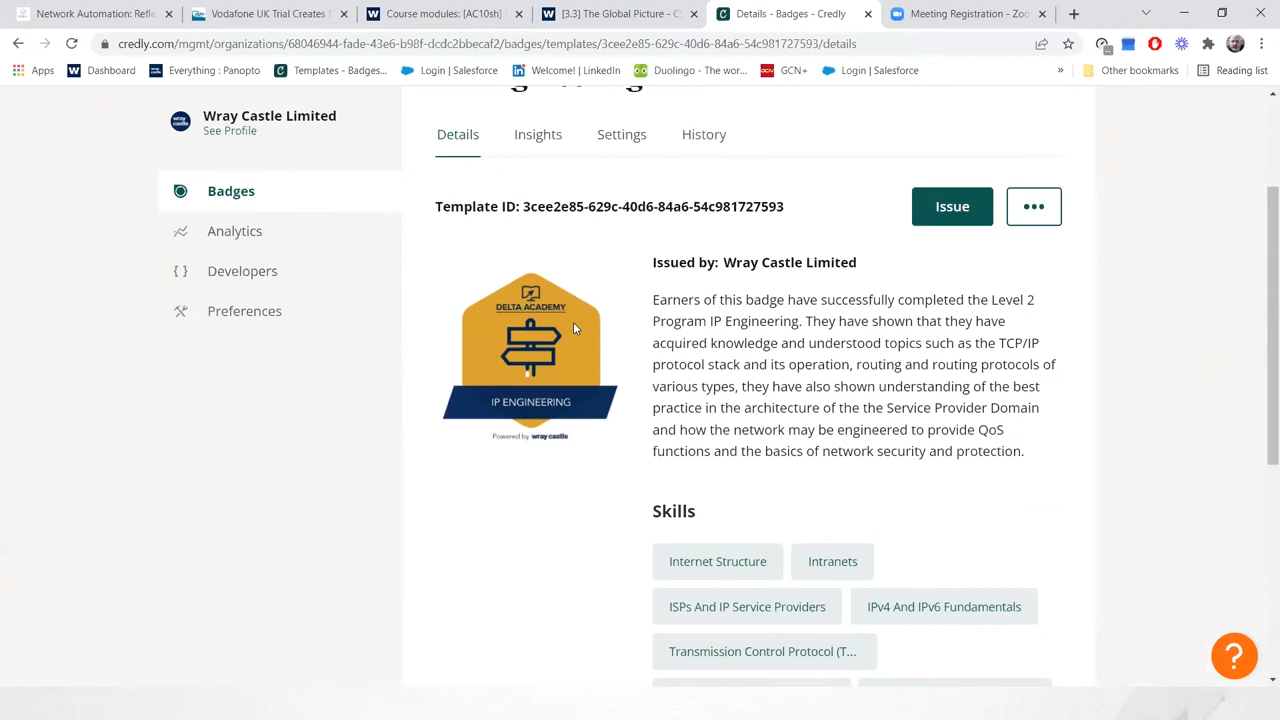 Network Automation: Refle
Vodafone UK Trial Creates F
Course modules: [AC10sh]
[3.3] The Global Picture - C
Details - Badges - Credly
Meeting Registration - Zoo
credly.com/mgmt/organizations/68046944-fade-43e6-b98f-dcdcbbbecaf2/badges/templates/3cee2e85-629c-40d6-84a6-54c981727593/details
Apps
Dashboard
Everything : Panopto
Templates - Badges...
Login | Salesforce
Welcome! | LinkedIn
Duolingo - The wor...
GCN+
Login | Salesforce
»
Other bookmarks
Reading list
Wray Castle Limited
See Profile
Badges
Analytics
Developers
Preferences
Details
Insights
Settings
History
Template ID: 3cee2e85-629c-40d6-84a6-54c981727593
Issue
•••
DELTA ACADEMY
IP ENGINEERING
Powered by wray castle
Issued by: Wray Castle Limited
Earners of this badge have successfully completed the Level 2
Program IP Engineering. They have shown that they have
acquired knowledge and understood topics such as the TCP/IP
protocol stack and its operation, routing and routing protocols of
various types, they have also shown understanding of the best
practice in the architecture of the the Service Provider Domain
and how the network may be engineered to provide QoS
functions and the basics of network security and protection.
Skills
Internet Structure
Intranets
ISPs And IP Service Providers
IPv4 And IPv6 Fundamentals
Transmission Control Protocol (T...
?